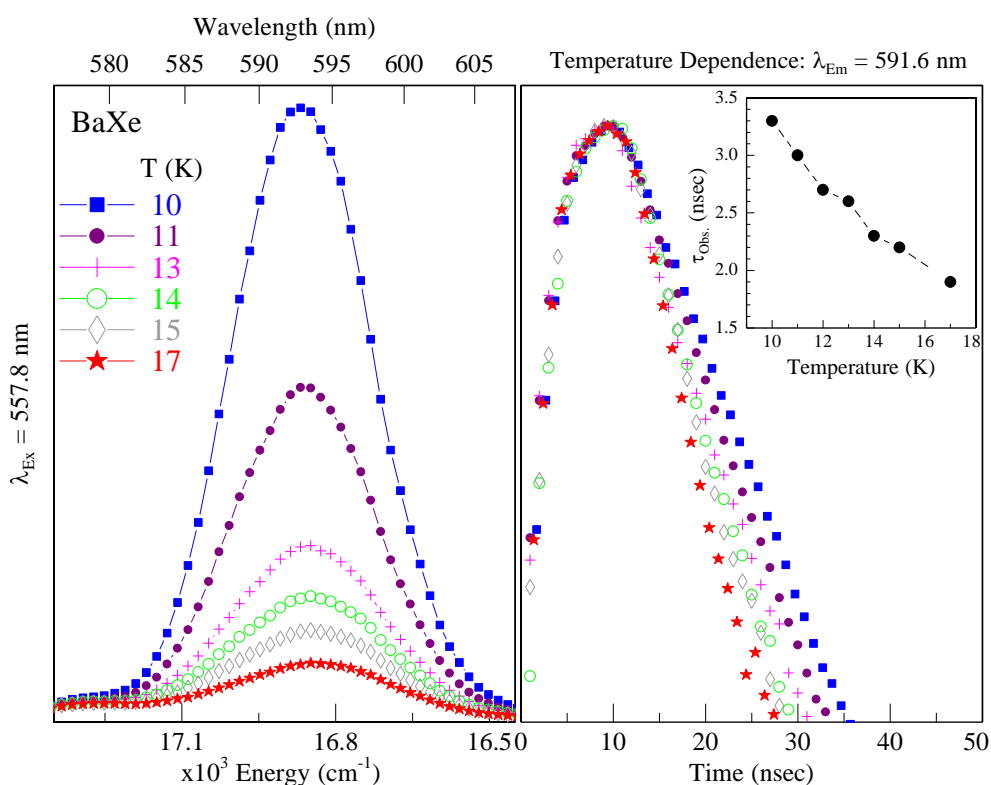 Wavelength (nm)
580 585 590 595 600 605
BaXe
T (K)
10
11
13
14
15
17
λEx = 557.8 nm
17.1 16.8 16.50
x10³ Energy (cm⁻¹)
Temperature Dependence: λEm = 591.6 nm
3.5
3.0
2.5
2.0
1.5
τObs. (nsec)
10 12 14 16 18
Temperature (K)
10 20 30 40 50
Time (nsec)